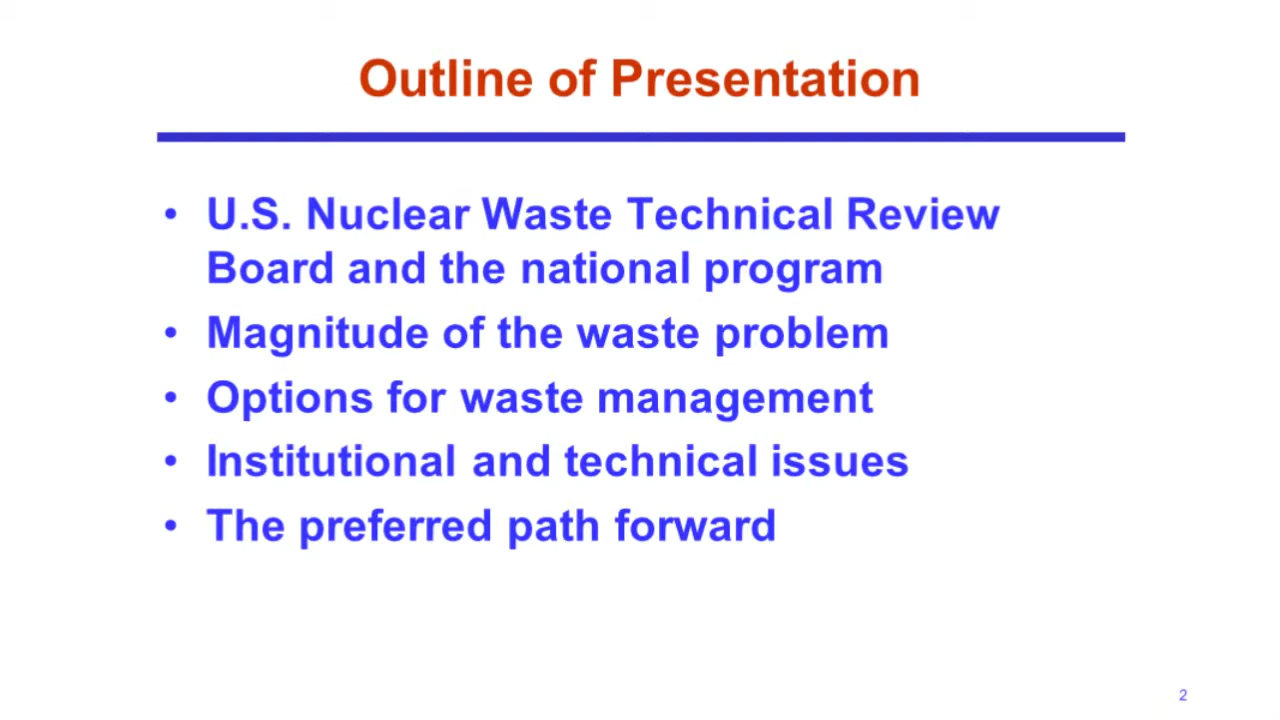 Outline of Presentation
• U.S. Nuclear Waste Technical Review
Board and the national program
• Magnitude of the waste problem
• Options for waste management
• Institutional and technical issues
• The preferred path forward
2